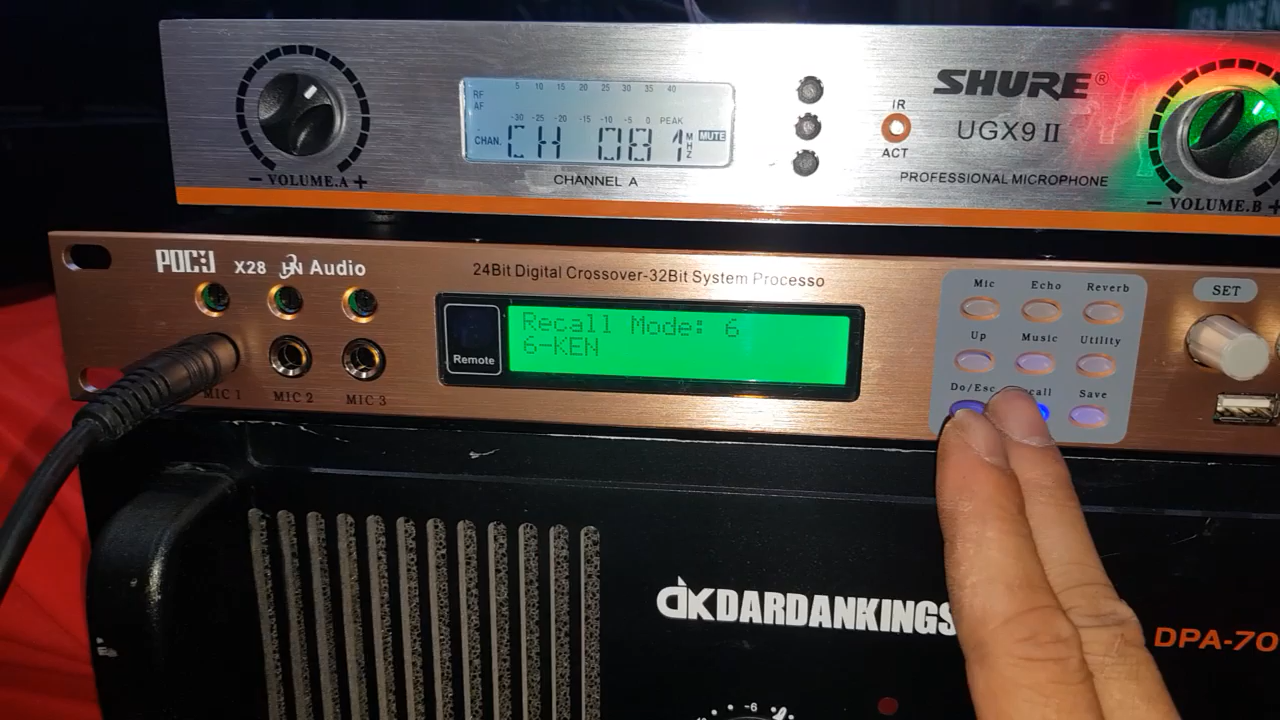 5 10 15 20 25 30 35 40
RF
AF
-30 -25 -20 -15 -10 -5 0 PEAK
CHAN. CH 081 MHZ MUTE
CHANNEL A
VOLUME.A
IR
ACT
SHURE®
UGX9 II
PROFESSIONAL MICROPHONE
VOLUME.B
X28 Audio
24Bit Digital Crossover-32Bit System Processo
MIC 1 MIC 2 MIC 3
Remote
Recall Mode: 6
6-KEN
Mic Echo Reverb
Up Music Utility
Do/Esc call Save
SET
DARDANKINGS
DPA-70
-6